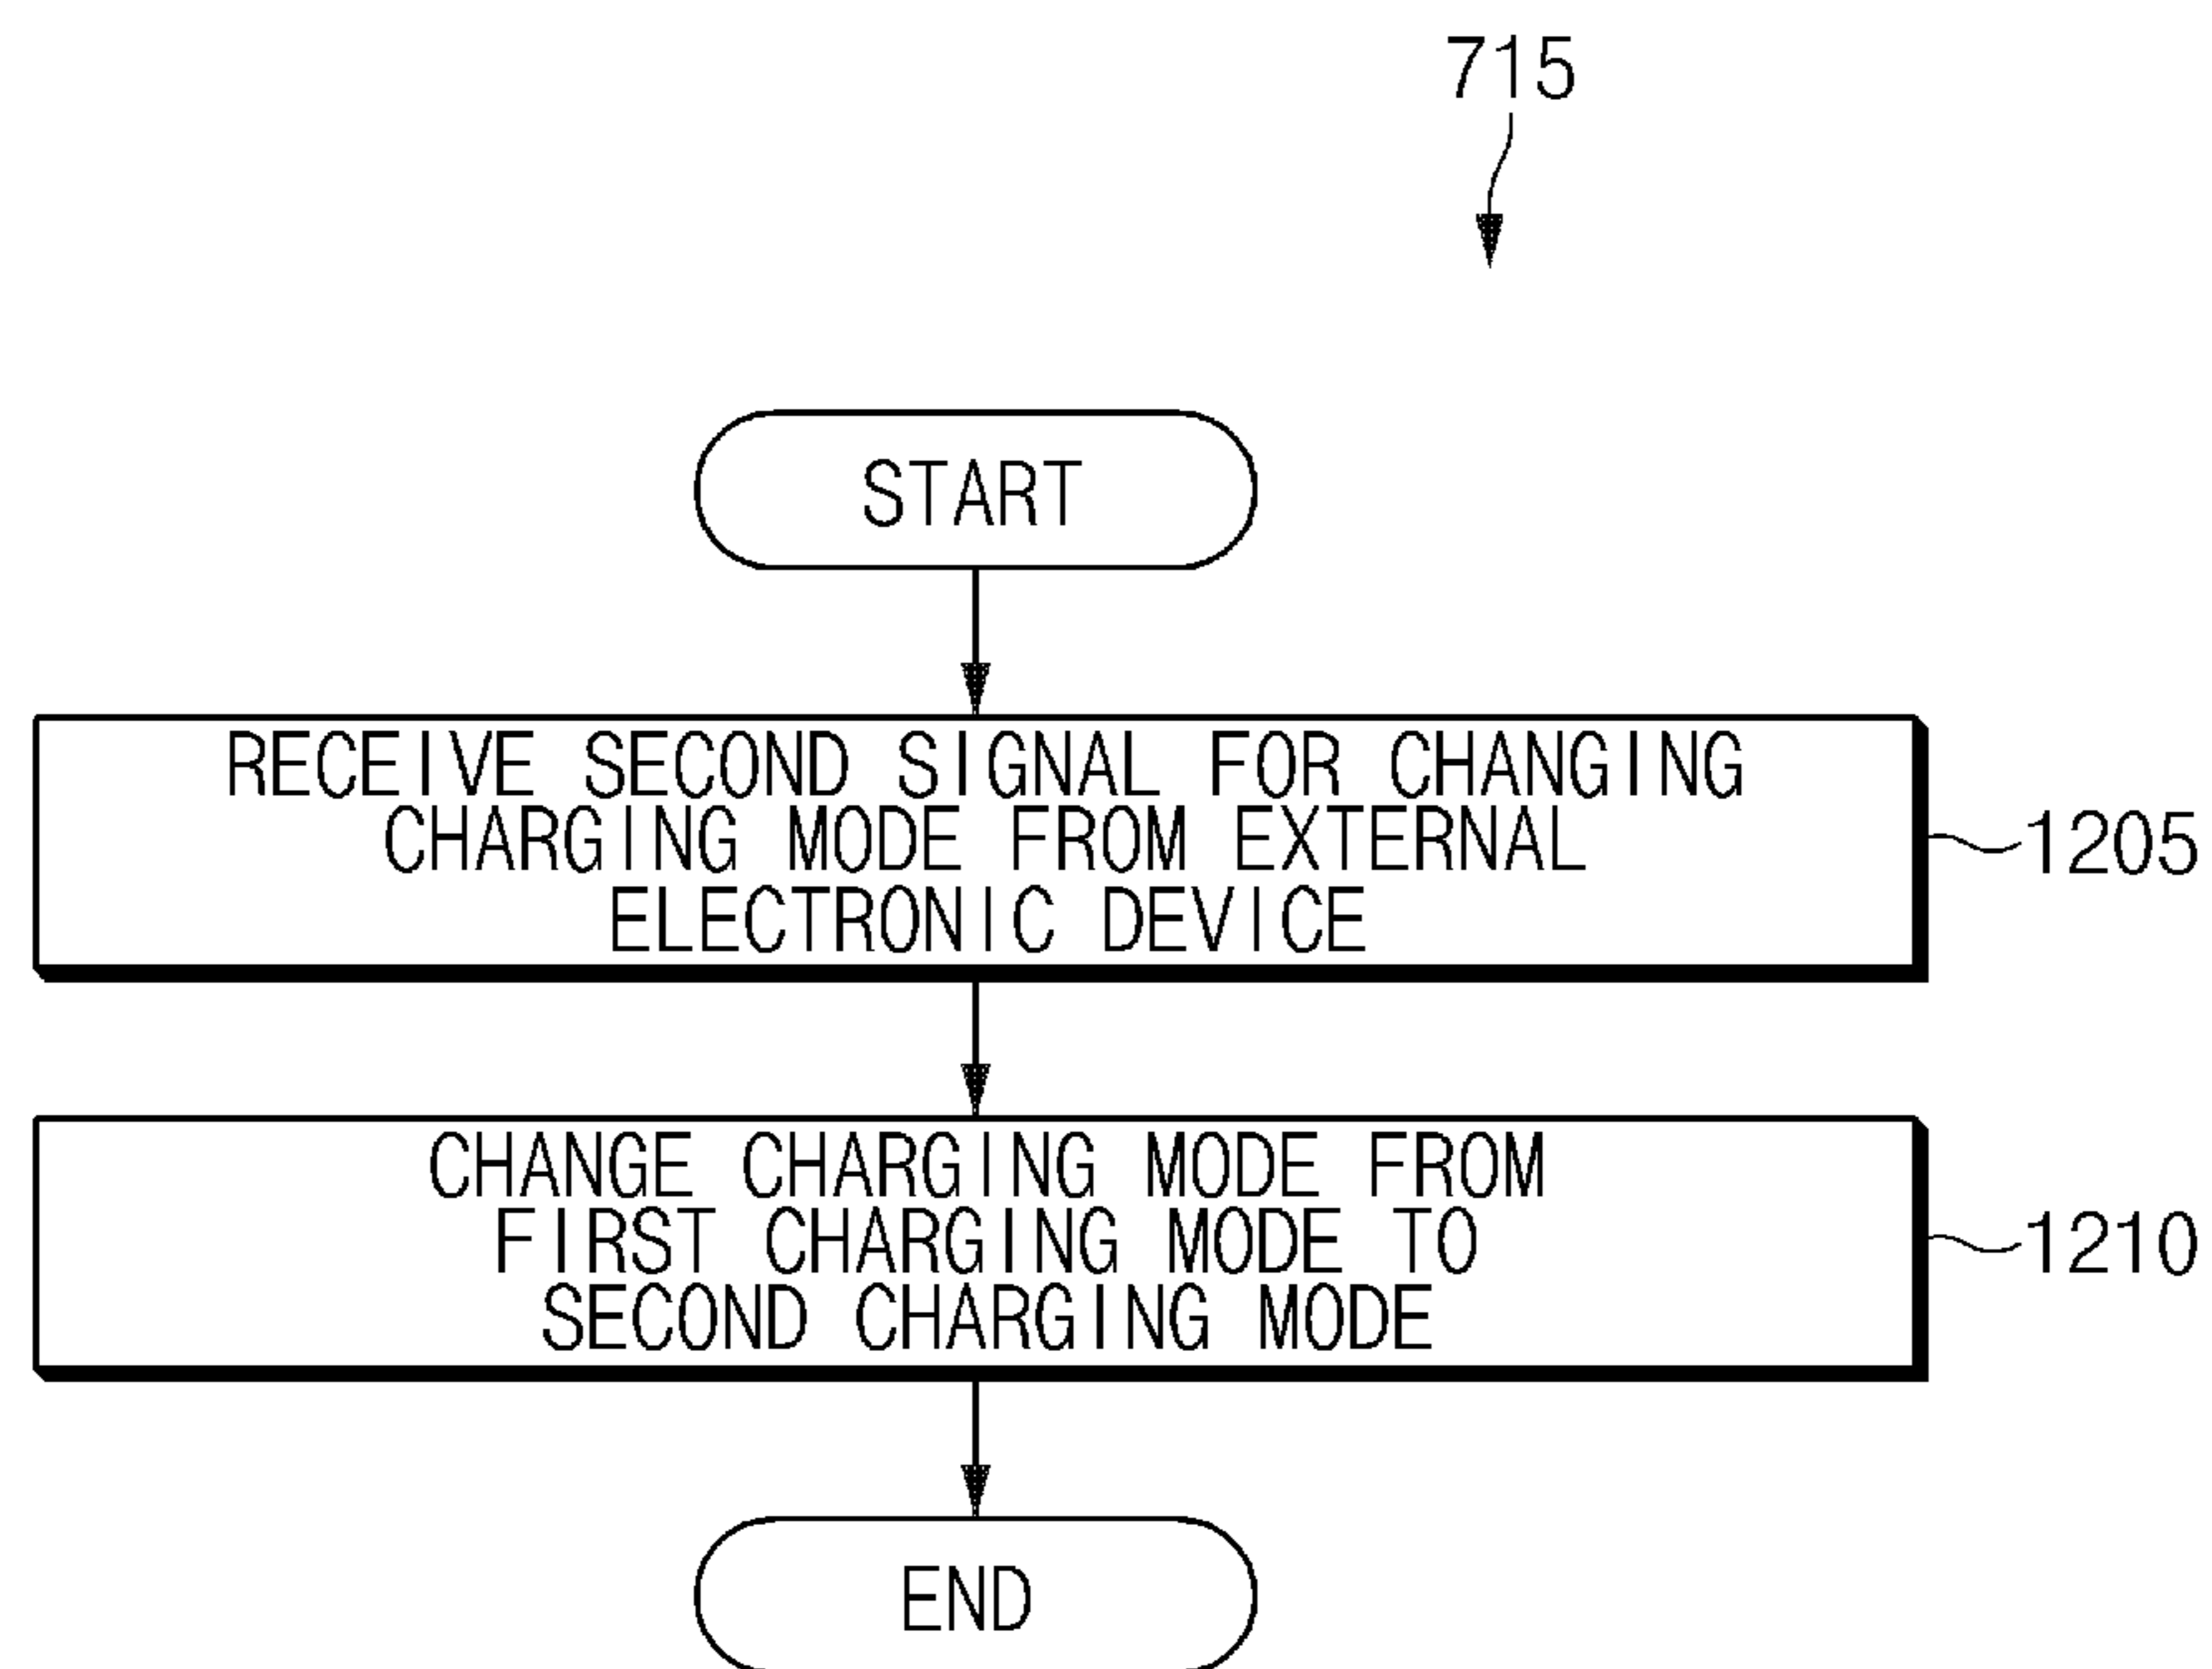 715
START
RECEIVE SECOND SIGNAL FOR CHANGING
CHARGING MODE FROM EXTERNAL
ELECTRONIC DEVICE
1205
CHANGE CHARGING MODE FROM
FIRST CHARGING MODE TO
SECOND CHARGING MODE
1210
END